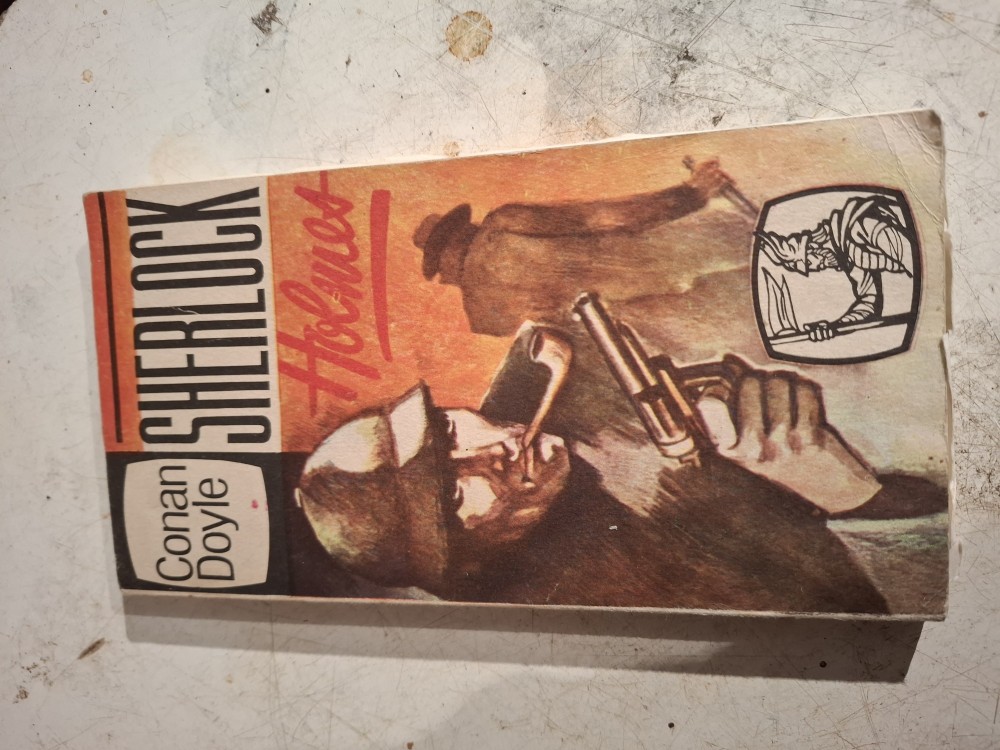 Conan
Doyle
SHERLOCK
Holmes